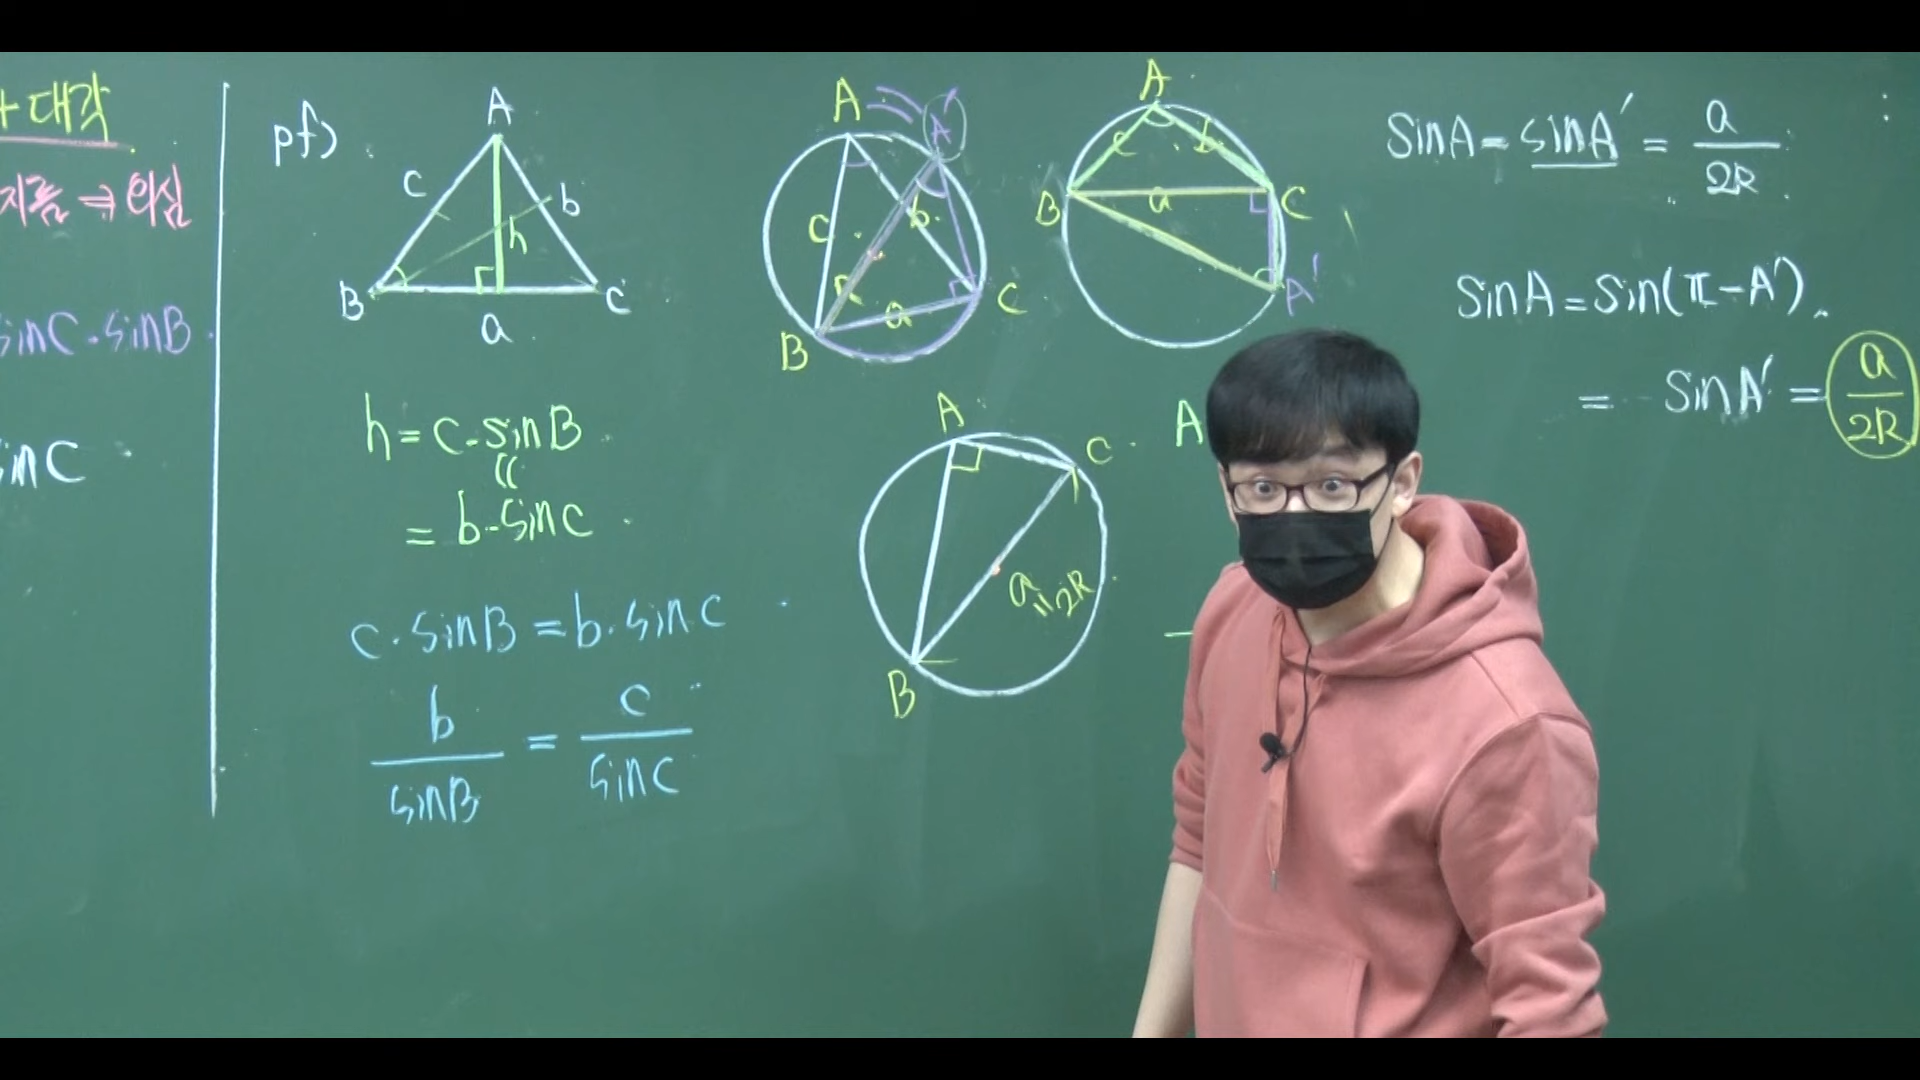 + 대각
지름 ⇒ 의심
sinC·sinB
sinC
pf)
A
c
b
h
B
C
a
h = c·sinB
= b·sinC
c·sinB = b·sinC
b/sinB = c/sinC
A
A'
c
b
R
a
B
C
A
c
b
B
a
C
A'
A
C
a = 2R
B
A
sinA = sinA' = a/2R
sinA = sin(π-A')
= sinA' = a/2R